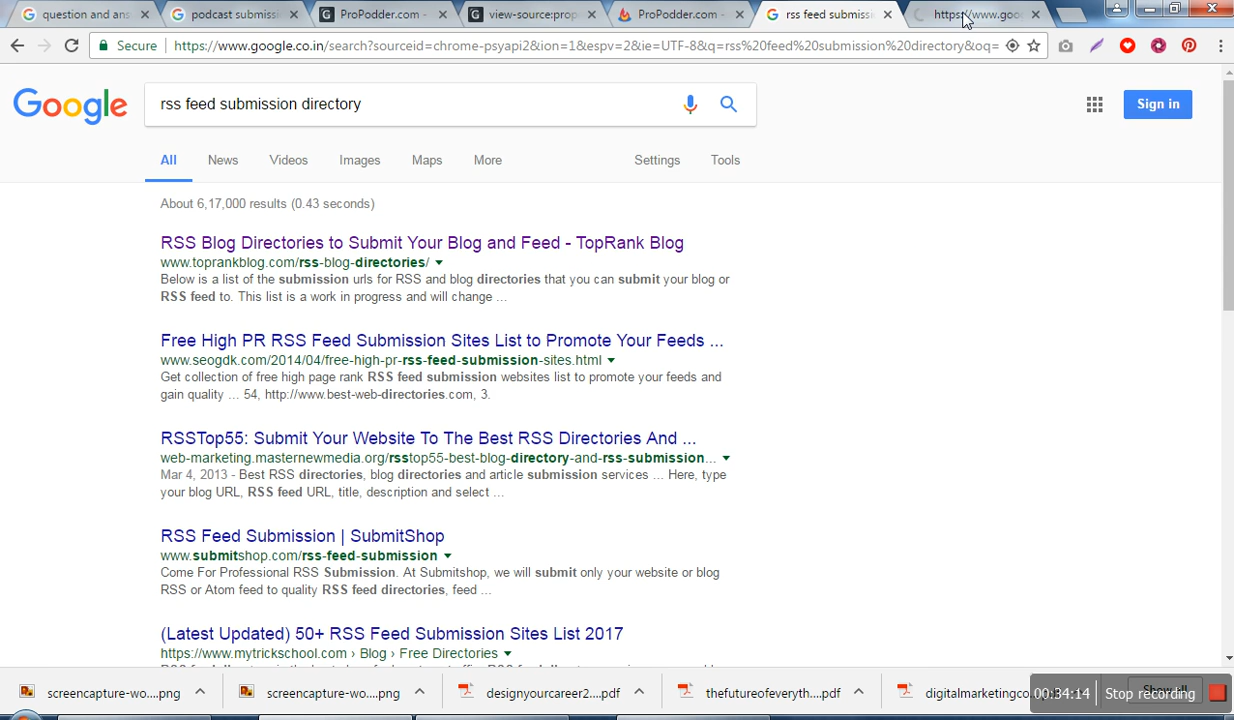 question and ans
podcast submissi
ProPodder.com -
view-source:prop
ProPodder.com -
rss feed submissi
https://www.goo
Secure
https://www.google.co.in/search?sourceid=chrome-psyapi2&ion=1&espv=2&ie=UTF-8&q=rss%20feed%20submission%20directory&oq=
Google
rss feed submission directory
Sign in
All
News
Videos
Images
Maps
More
Settings
Tools
About 6,17,000 results (0.43 seconds)
RSS Blog Directories to Submit Your Blog and Feed - TopRank Blog
www.toprankblog.com/rss-blog-directories/
Below is a list of the submission urls for RSS and blog directories that you can submit your blog or
RSS feed to. This list is a work in progress and will change ...
Free High PR RSS Feed Submission Sites List to Promote Your Feeds ...
www.seogdk.com/2014/04/free-high-pr-rss-feed-submission-sites.html
Get collection of free high page rank RSS feed submission websites list to promote your feeds and
gain quality ... 54, http://www.best-web-directories.com, 3.
RSSTop55: Submit Your Website To The Best RSS Directories And ...
web-marketing.masternewmedia.org/rsstop55-best-blog-directory-and-rss-submission...
Mar 4, 2013 - Best RSS directories, blog directories and article submission services ... Here, type
your blog URL, RSS feed URL, title, description and select ...
RSS Feed Submission | SubmitShop
www.submitshop.com/rss-feed-submission
Come For Professional RSS Submission. At Submitshop, we will submit only your website or blog
RSS or Atom feed to quality RSS feed directories, feed ...
(Latest Updated) 50+ RSS Feed Submission Sites List 2017
https://www.mytrickschool.com › Blog › Free Directories
screencapture-wo....png
screencapture-wo....png
designyourcareer2....pdf
thefutureofeveryth....pdf
digitalmarketingco
Show all
00:34:14
Stop recording